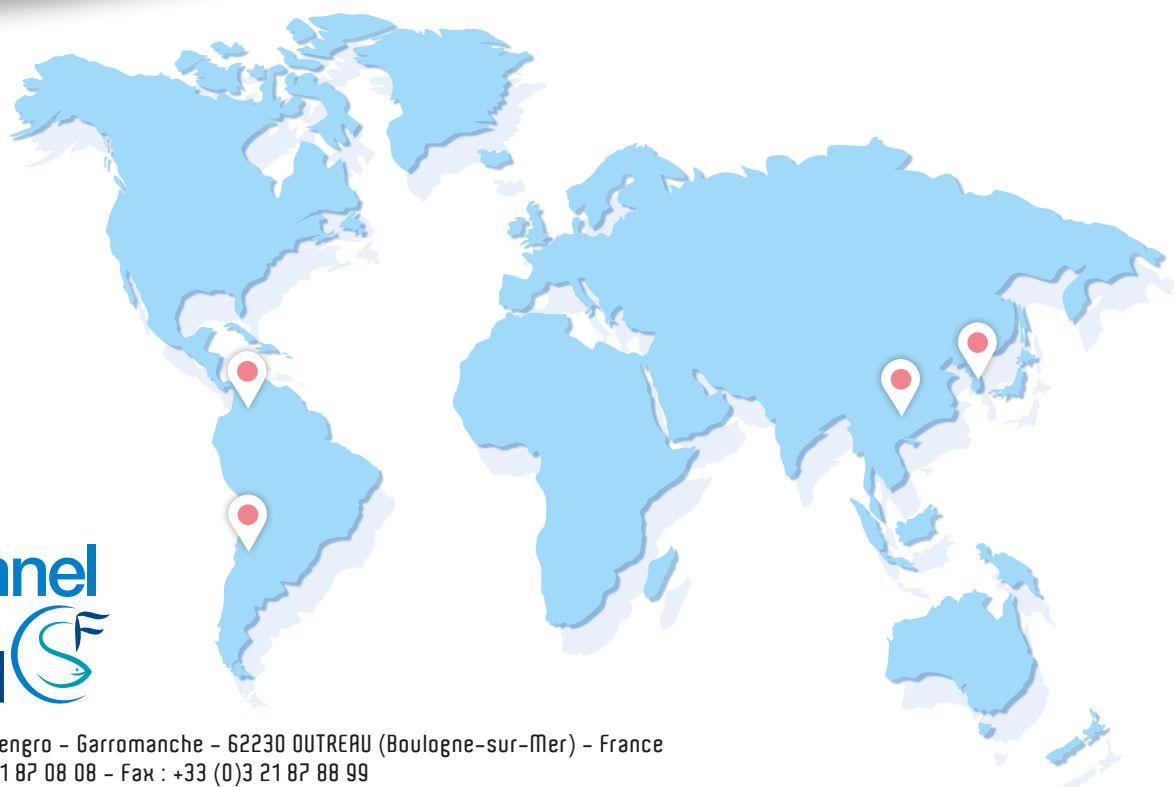 nnel
CSF
engro - Garromanche - 62230 OUTREAU (Boulogne-sur-Mer) - France
1 87 08 08 - Fax : +33 (0)3 21 87 88 99